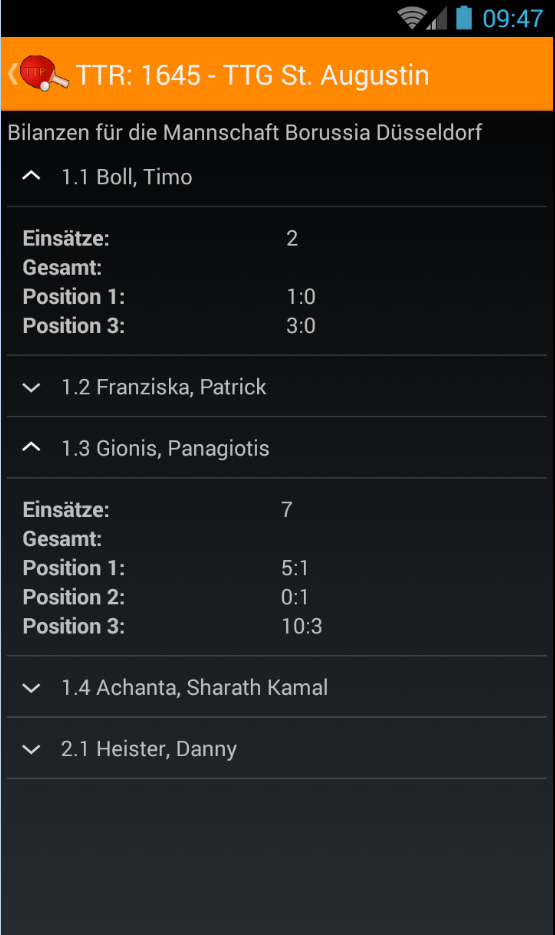 09:47
TTR
TTR: 1645 - TTG St. Augustin
Bilanzen für die Mannschaft Borussia Düsseldorf
1.1 Boll, Timo
Einsätze: 2
Gesamt:
Position 1: 1:0
Position 3: 3:0
1.2 Franziska, Patrick
1.3 Gionis, Panagiotis
Einsätze: 7
Gesamt:
Position 1: 5:1
Position 2: 0:1
Position 3: 10:3
1.4 Achanta, Sharath Kamal
2.1 Heister, Danny